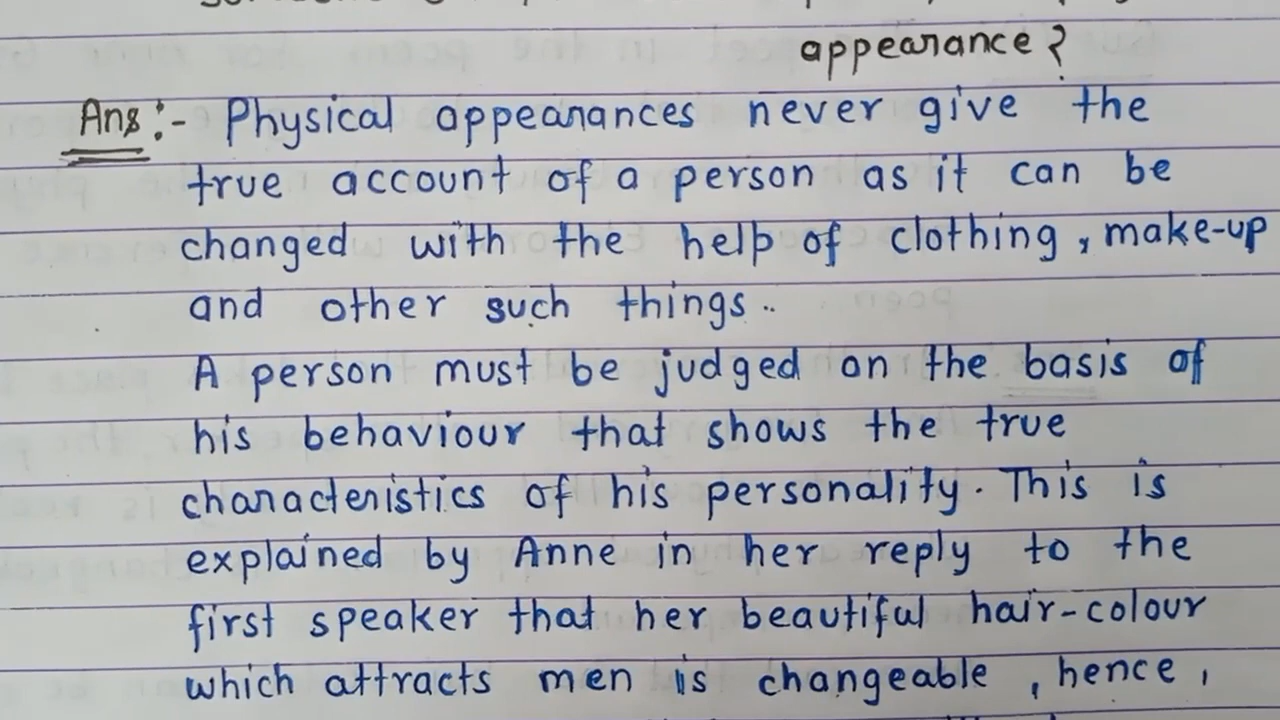 appearance?
Ans:- Physical appearances never give the
true account of a person as it can be
changed with the help of clothing, make-up
and other such things..
A person must be judged on the basis of
his behaviour that shows the true
characteristics of his personality. This is
explained by Anne in her reply to the
first speaker that her beautiful hair-colour
which attracts men is changeable, hence,